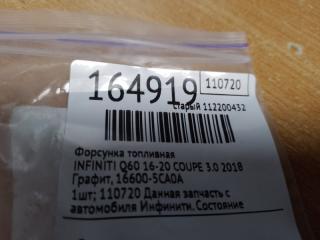 164919 110720
старый 112200432
Форсунка топливная
INFINITI Q60 16-20 COUPE 3.0 2018
Графит, 16600-5CA0A
1шт; 110720 Данная запчасть с
автомобиля Инфинити. Состояние